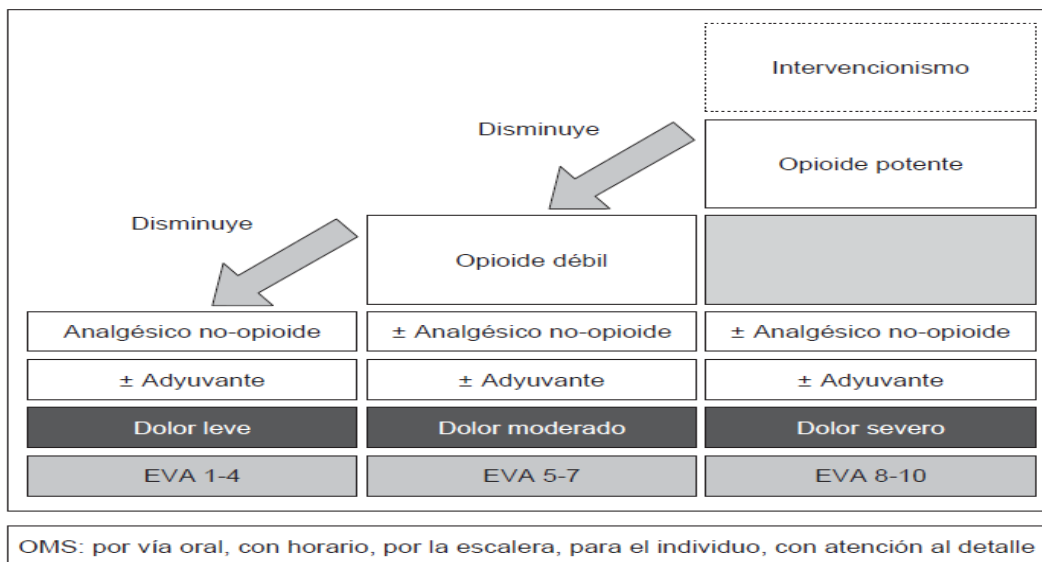 Intervencionismo
Disminuye
Opioide potente
Disminuye
Opioide débil
Analgésico no-opioide
± Analgésico no-opioide
± Analgésico no-opioide
± Adyuvante
± Adyuvante
± Adyuvante
Dolor leve
Dolor moderado
Dolor severo
EVA 1-4
EVA 5-7
EVA 8-10
OMS: por vía oral, con horario, por la escalera, para el individuo, con atención al detalle